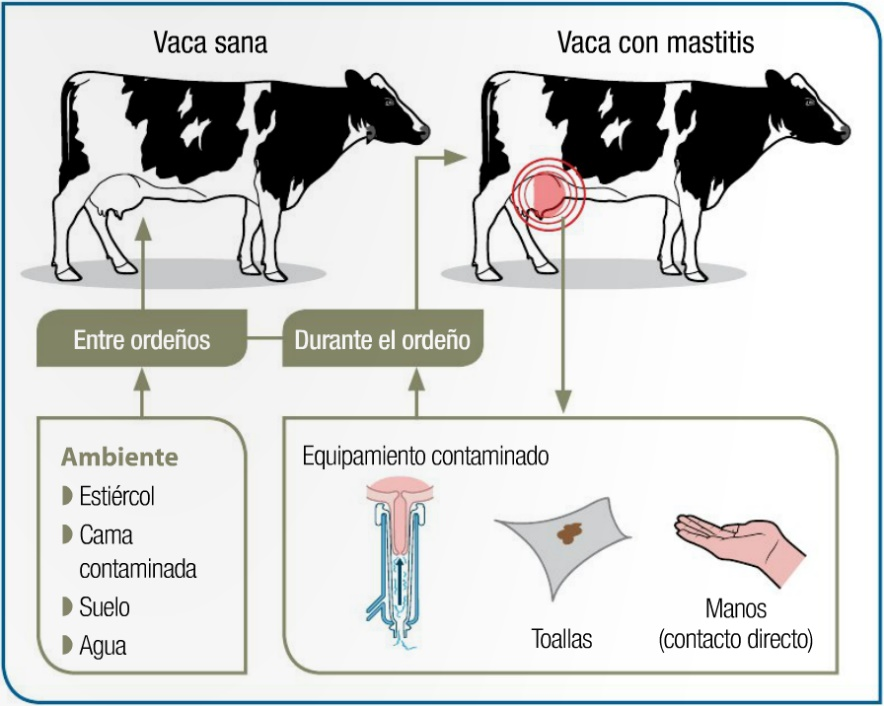 Vaca sana
Vaca con mastitis
Entre ordeños
Durante el ordeño
Ambiente
Estiércol
Cama
contaminada
Suelo
Agua
Equipamiento contaminado
Toallas
Manos
(contacto directo)